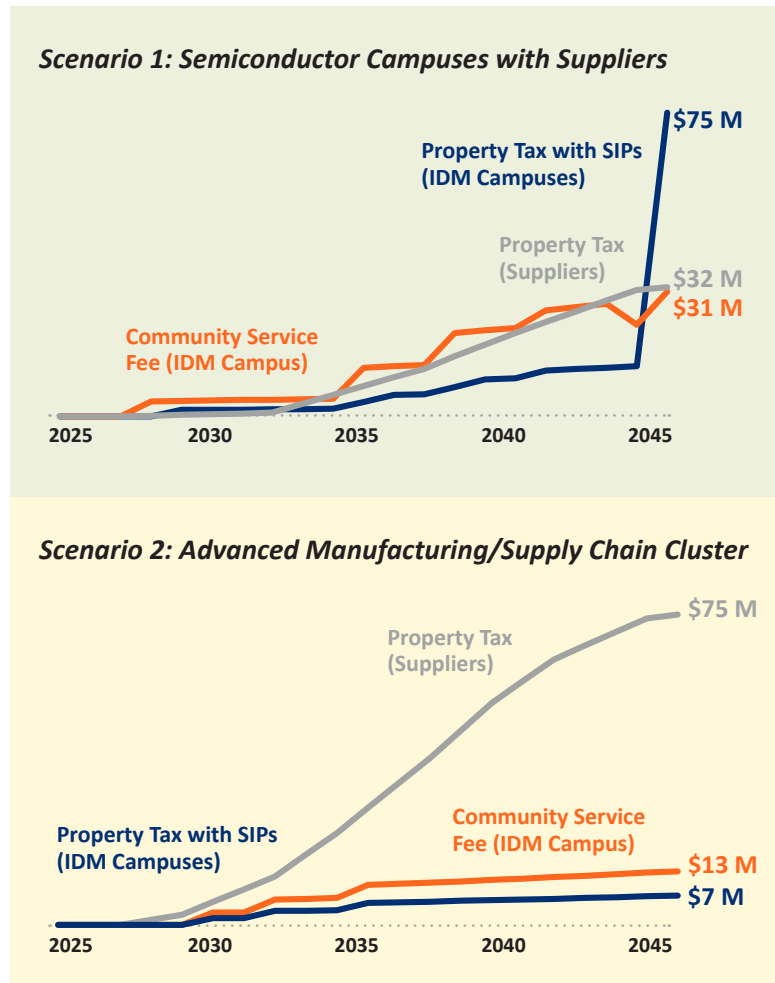 Scenario 1: Semiconductor Campuses with Suppliers
$75 M
Property Tax with SIPs
(IDM Campuses)
Property Tax
(Suppliers)
$32 M
$31 M
Community Service
Fee (IDM Campus)
2025 2030 2035 2040 2045
Scenario 2: Advanced Manufacturing/Supply Chain Cluster
$75 M
Property Tax
(Suppliers)
Property Tax with SIPs
(IDM Campuses)
Community Service
Fee (IDM Campus)
$13 M
$7 M
2025 2030 2035 2040 2045